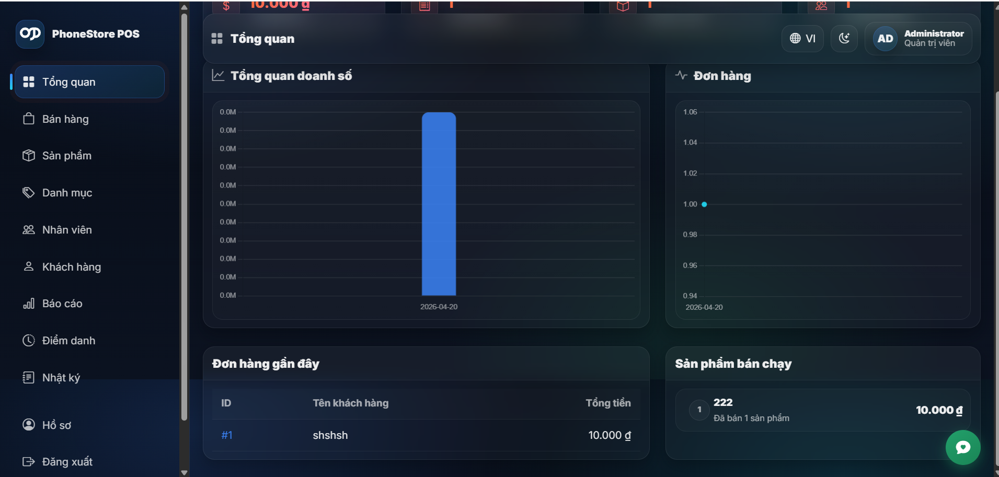 PhoneStore POS
Tổng quan
Bán hàng
Sản phẩm
Danh mục
Nhân viên
Khách hàng
Báo cáo
Điểm danh
Nhật ký
Hồ sơ
Đăng xuất
$ 10.000 ₫
1
1
1
Tổng quan
VI
AD
Administrator
Quản trị viên
Tổng quan doanh số
0.0M
0.0M
0.0M
0.0M
0.0M
0.0M
0.0M
0.0M
0.0M
0.0M
0.0M
2026-04-20
Đơn hàng
1.06
1.04
1.02
1.00
0.98
0.96
0.94
2026-04-20
Đơn hàng gần đây
ID Tên khách hàng Tổng tiền
#1 shshsh 10.000 ₫
Sản phẩm bán chạy
1
222
Đã bán 1 sản phẩm
10.000 ₫